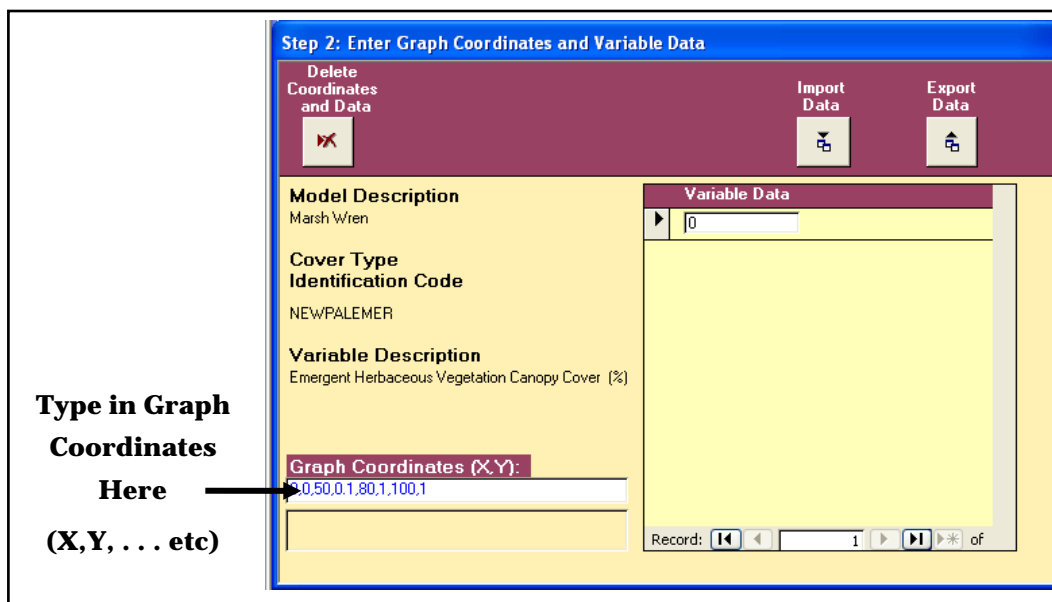 Step 2: Enter Graph Coordinates and Variable Data
Delete
Coordinates
and Data
Import
Data
Export
Data
Model Description
Marsh Wren
Cover Type
Identification Code
NEWPALEMER
Variable Description
Emergent Herbaceous Vegetation Canopy Cover (%)
Graph Coordinates (X,Y):
0,0,50,0.1,80,1,100,1
Variable Data
0
Record: 1 of
Type in Graph
Coordinates
Here
(X,Y, . . . etc)